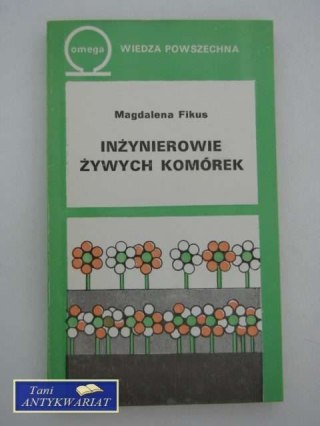 omega
WIEDZA POWSZECHNA
Magdalena Fikus
INŻYNIEROWIE
ŻYWYCH KOMÓREK
Tani
ANTYKWARIAT